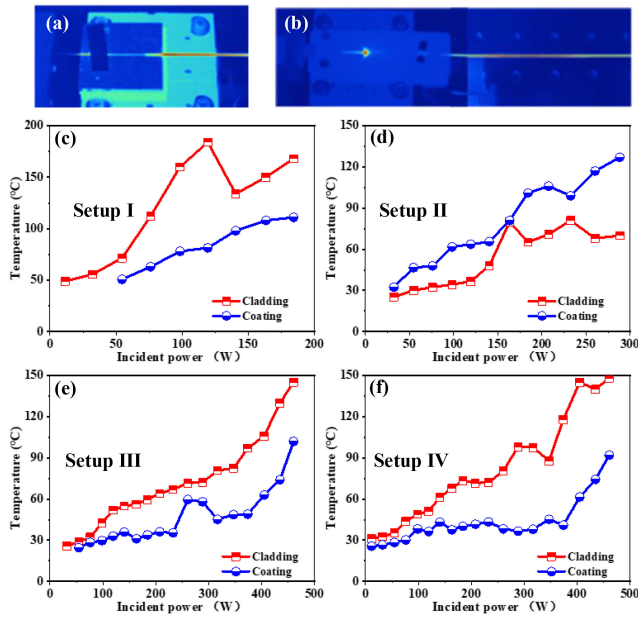 (a)
(b)
(c)
Setup I
Temperature (°C)
200
150
100
50
0
0 50 100 150 200
Incident power （W）
Cladding
Coating
(d)
Setup II
Temperature (°C)
150
120
90
60
30
0
0 50 100 150 200 250 300
Incident power （W）
Cladding
Coating
(e)
Setup III
Temperature (°C)
150
120
90
60
30
0
0 100 200 300 400 500
Incident power （W）
Cladding
Coating
(f)
Setup IV
Temperature (°C)
150
120
90
60
30
0
0 100 200 300 400 500
Incident power （W）
Cladding
Coating